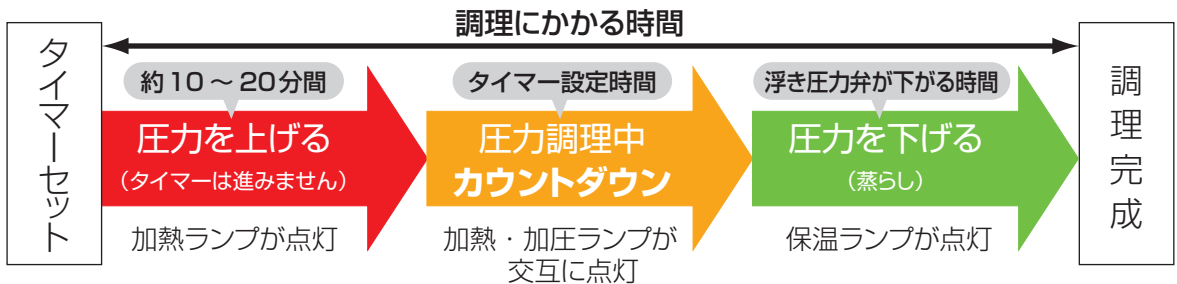 調理にかかる時間
タイマーセット
約10～20分間
圧力を上げる
（タイマーは進みません）
加熱ランプが点灯
タイマー設定時間
圧力調理中
カウントダウン
加熱・加圧ランプが
交互に点灯
浮き圧力弁が下がる時間
圧力を下げる
（蒸らし）
保温ランプが点灯
調理完成